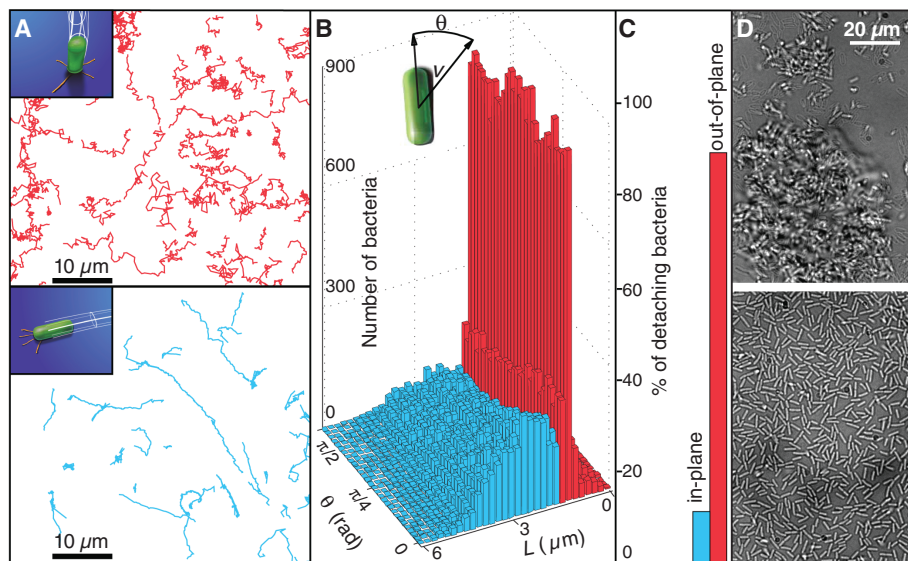 A
10 µm
10 µm
B
θ
v
Number of bacteria
900
600
300
0
π/2
π/4
0
θ (rad)
6
3
0
L (µm)
C
% of detaching bacteria
100
80
60
40
20
0
in-plane
out-of-plane
D
20 µm